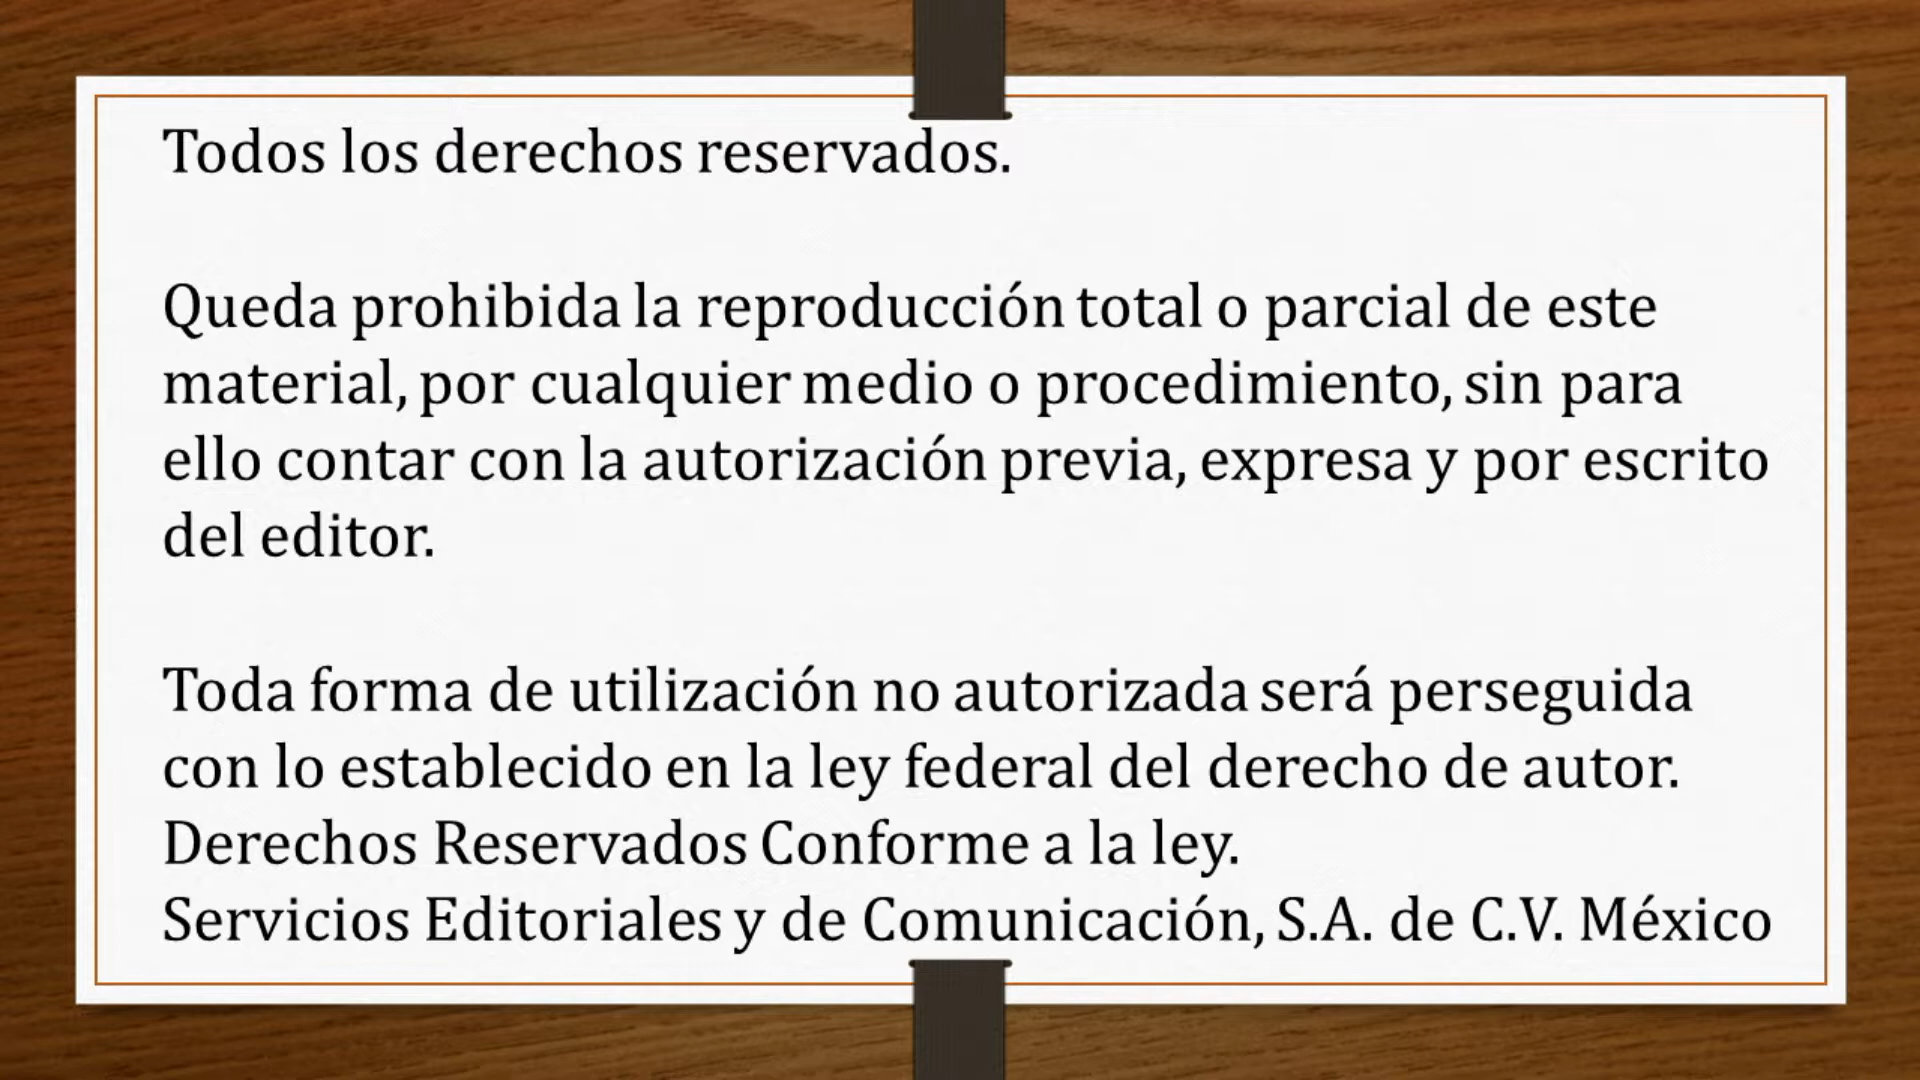 Todos los derechos reservados.
Queda prohibida la reproducción total o parcial de este
material, por cualquier medio o procedimiento, sin para
ello contar con la autorización previa, expresa y por escrito
del editor.
Toda forma de utilización no autorizada será perseguida
con lo establecido en la ley federal del derecho de autor.
Derechos Reservados Conforme a la ley.
Servicios Editoriales y de Comunicación, S.A. de C.V. México